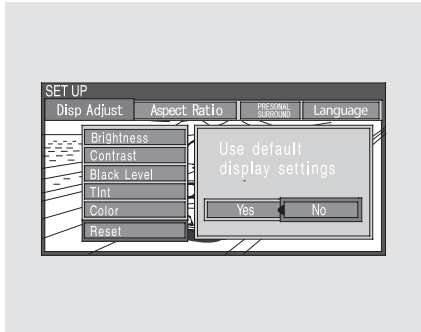 SET UP
Disp Adjust Aspect Ratio PRESONAL SURROUND Language
Brightness
Contrast
Black Level
TInt
Color
Reset
Use default
display settings
Yes No